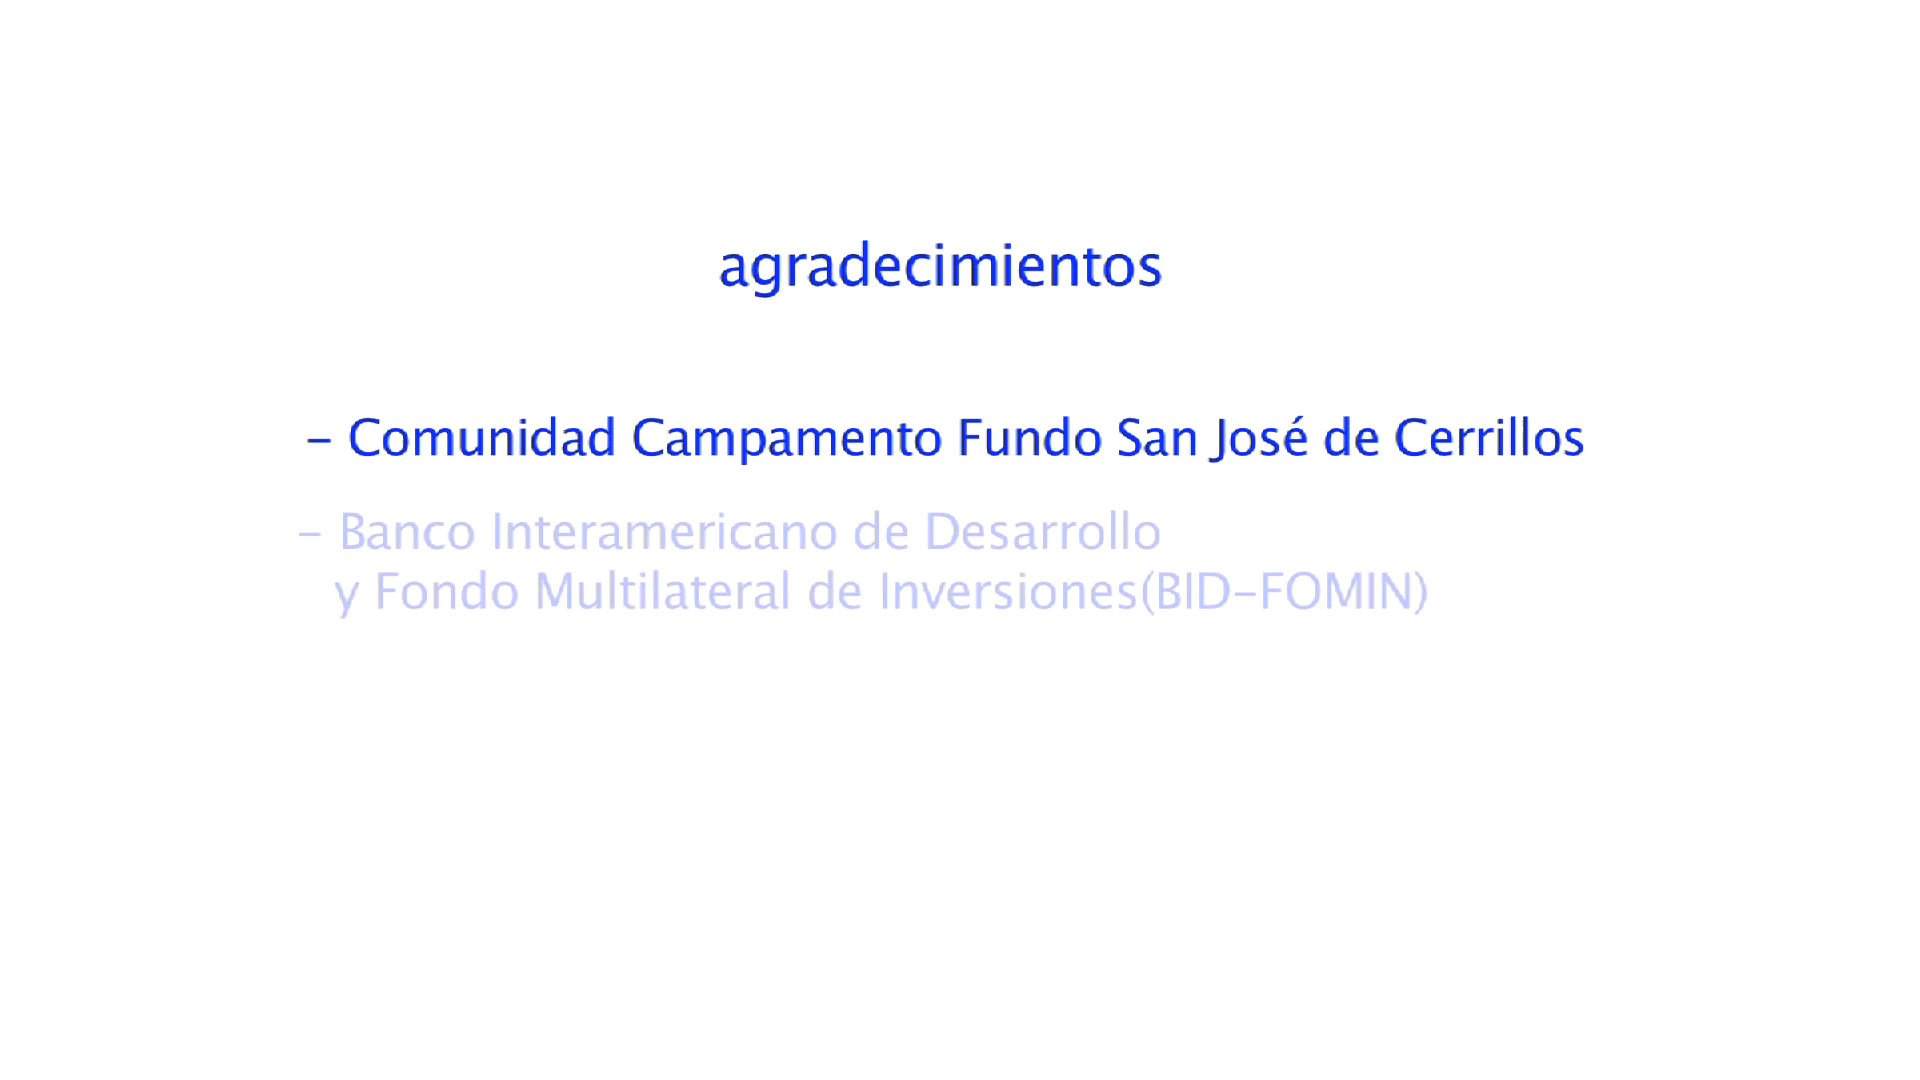 agradecimientos
- Comunidad Campamento Fundo San José de Cerrillos
- Banco Interamericano de Desarrollo
y Fondo Multilateral de Inversiones(BID-FOMIN)